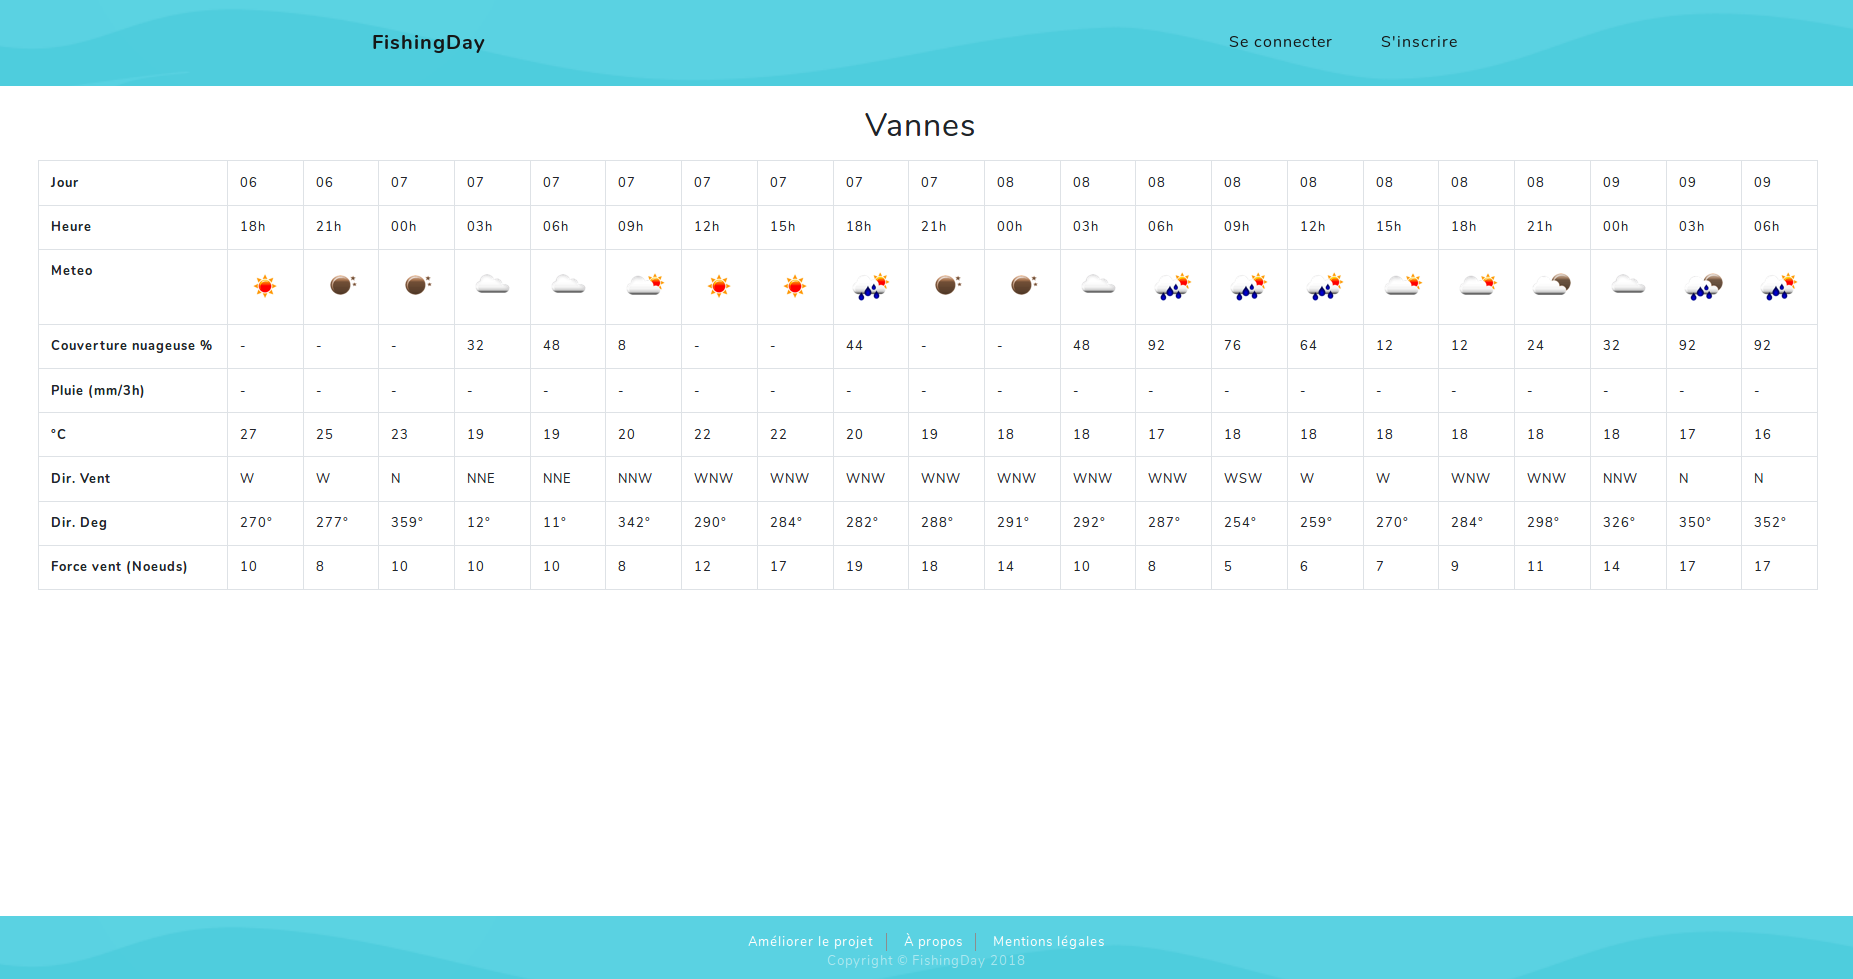 FishingDay Se connecter S'inscrire
Vannes
Jour 06 06 07 07 07 07 07 07 07 07 08 08 08 08 08 08 08 08 09 09 09
Heure 18h 21h 00h 03h 06h 09h 12h 15h 18h 21h 00h 03h 06h 09h 12h 15h 18h 21h 00h 03h 06h
Meteo
Couverture nuageuse % - - - 32 48 8 - - 44 - - 48 92 76 64 12 12 24 32 92 92
Pluie (mm/3h) - - - - - - - - - - - - - - - - - - - - -
°C 27 25 23 19 19 20 22 22 20 19 18 18 17 18 18 18 18 18 18 17 16
Dir. Vent W W N NNE NNE NNW WNW WNW WNW WNW WNW WNW WNW WSW W W WNW WNW NNW N N
Dir. Deg 270° 277° 359° 12° 11° 342° 290° 284° 282° 288° 291° 292° 287° 254° 259° 270° 284° 298° 326° 350° 352°
Force vent (Noeuds) 10 8 10 10 10 8 12 17 19 18 14 10 8 5 6 7 9 11 14 17 17
Améliorer le projet À propos Mentions légales
Copyright © FishingDay 2018